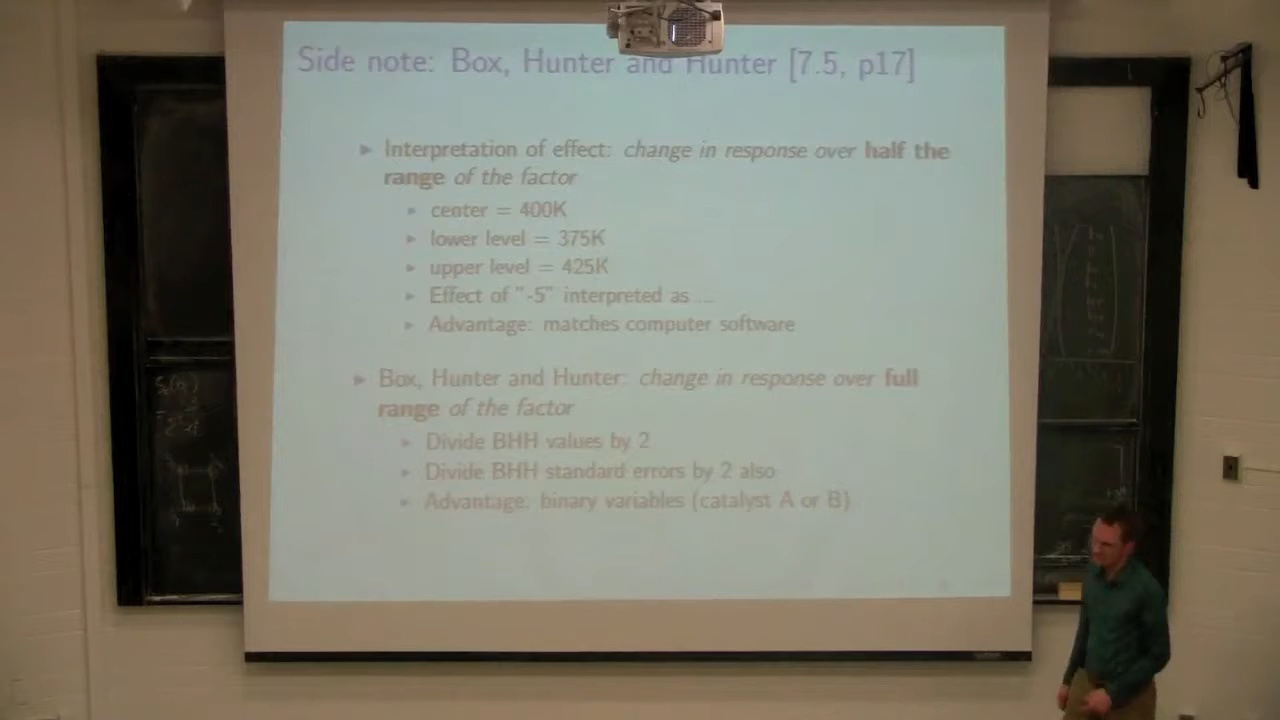 Side note: Box, Hunter and Hunter [7.5, p17]
Interpretation of effect: change in response over half the
range of the factor
center = 400K
lower level = 375K
upper level = 425K
Effect of "-5" interpreted as ...
Advantage: matches computer software
Box, Hunter and Hunter: change in response over full
range of the factor
Divide BHH values by 2
Divide BHH standard errors by 2 also
Advantage: binary variables (catalyst A or B)